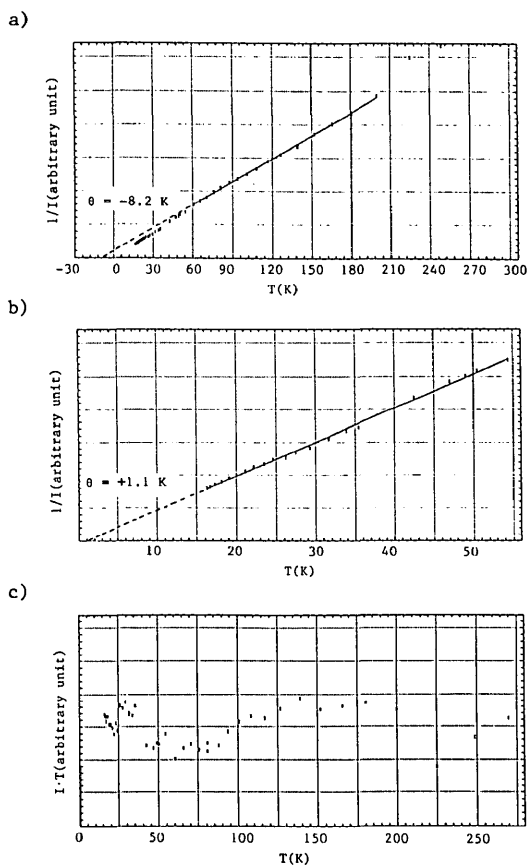 a)
1/I(arbitrary unit)
θ = -8.2 K
-30 0 30 60 90 120 150 180 210 240 270 300
T(K)
b)
1/I(arbitrary unit)
θ = +1.1 K
10 20 30 40 50
T(K)
c)
I·T(arbitrary unit)
0 50 100 150 200 250
T(K)